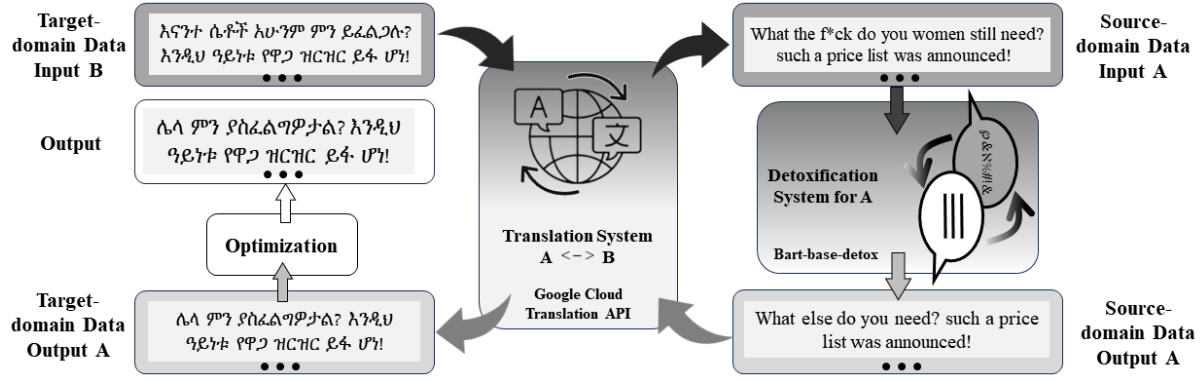 Target-
domain Data
Input B
እናንተ ሴቶች አሁንም ምን ይፈልጋሉ?
እንዲህ ዓይነቱ የዋጋ ዝርዝር ይፋ ሆነ!
Output
ሌላ ምን ያስፈልግዎታል? እንዲህ
ዓይነቱ የዋጋ ዝርዝር ይፋ ሆነ!
Optimization
Target-
domain Data
Output A
ሌላ ምን ያስፈልግዎታል? እንዲህ
ዓይነቱ የዋጋ ዝርዝር ይፋ ሆነ!
A
文
Translation System
A <-> B
Google Cloud
Translation API
What the f*ck do you women still need?
such a price list was announced!
Source-
domain Data
Input A
Detoxification
System for A
Bart-base-detox
What else do you need? such a price
list was announced!
Source-
domain Data
Output A